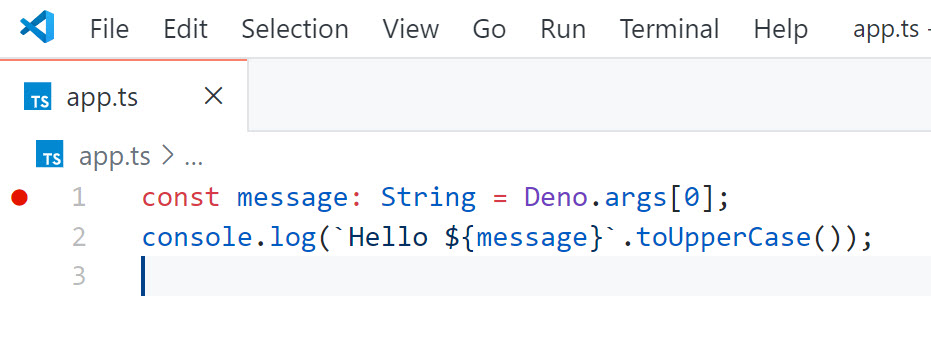 File Edit Selection View Go Run Terminal Help app.ts -
TS app.ts
TS app.ts > ...
1 const message: String = Deno.args[0];
2 console.log(`Hello ${message}`.toUpperCase());
3